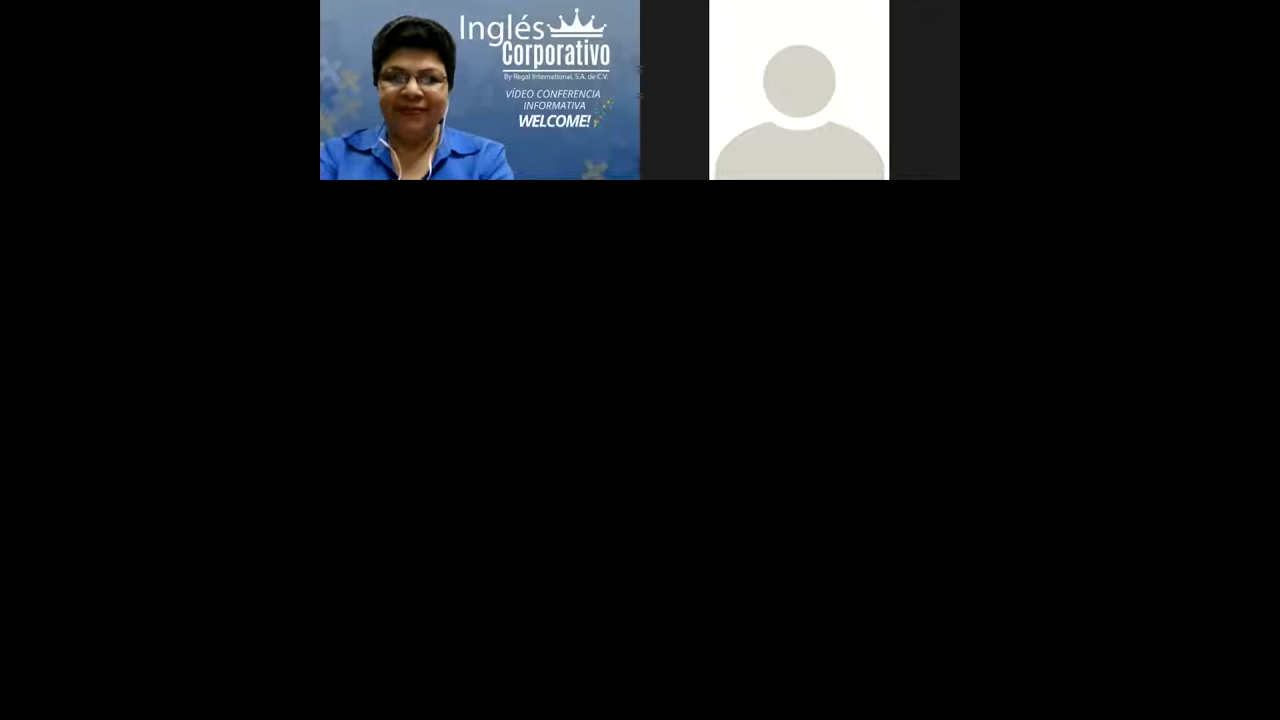 Inglés
Corporativo
By Regal International, S.A. de C.V.
VÍDEO CONFERENCIA
INFORMATIVA
WELCOME!